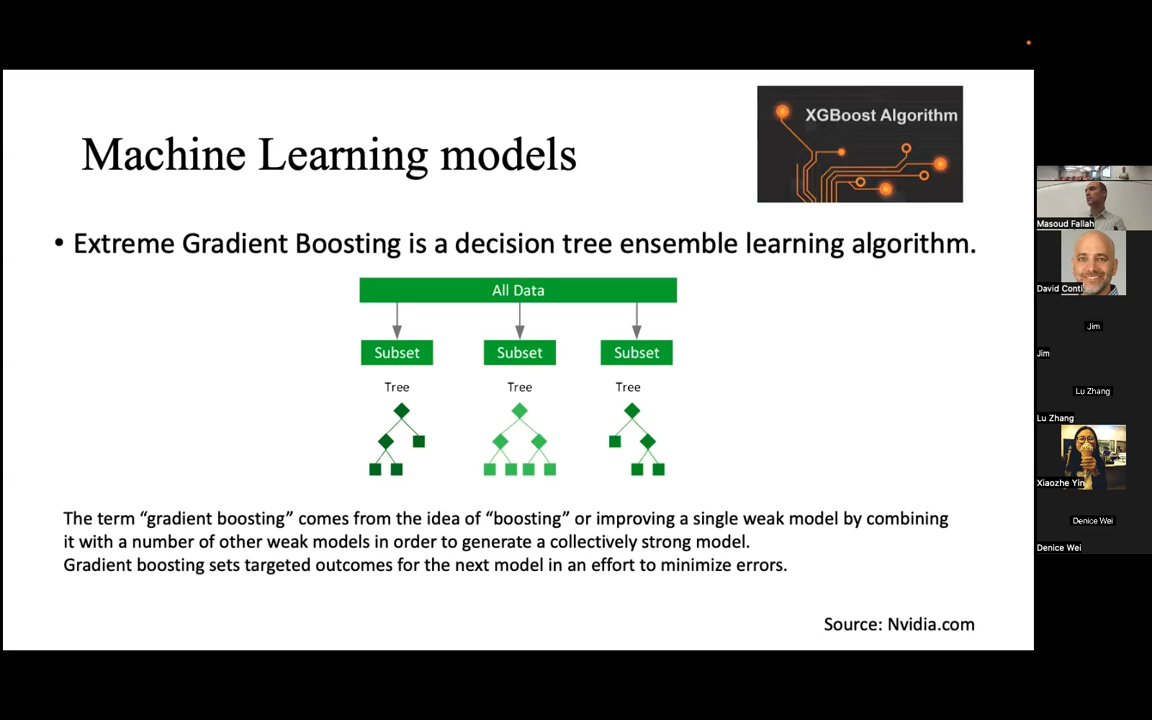 XGBoost Algorithm
Machine Learning models
• Extreme Gradient Boosting is a decision tree ensemble learning algorithm.
All Data
Subset Subset Subset
Tree Tree Tree
The term “gradient boosting” comes from the idea of “boosting” or improving a single weak model by combining
it with a number of other weak models in order to generate a collectively strong model.
Gradient boosting sets targeted outcomes for the next model in an effort to minimize errors.
Source: Nvidia.com
Masoud Fallah
David Conti
Jim
Jim
Lu Zhang
Lu Zhang
Xiaozhe Yin
Denice Wei
Denice Wei